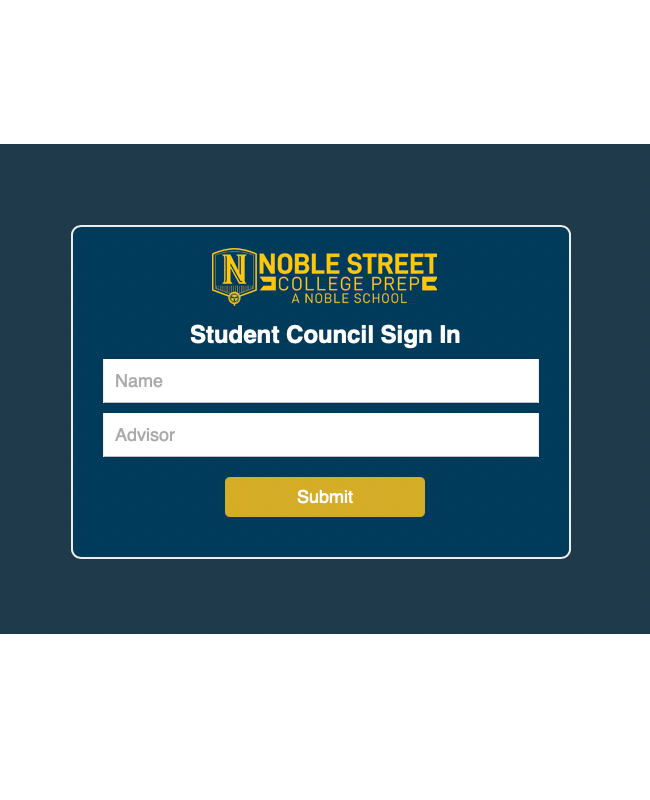 N NOBLE STREET
COLLEGE PREP
A NOBLE SCHOOL
Student Council Sign In
Name
Advisor
Submit